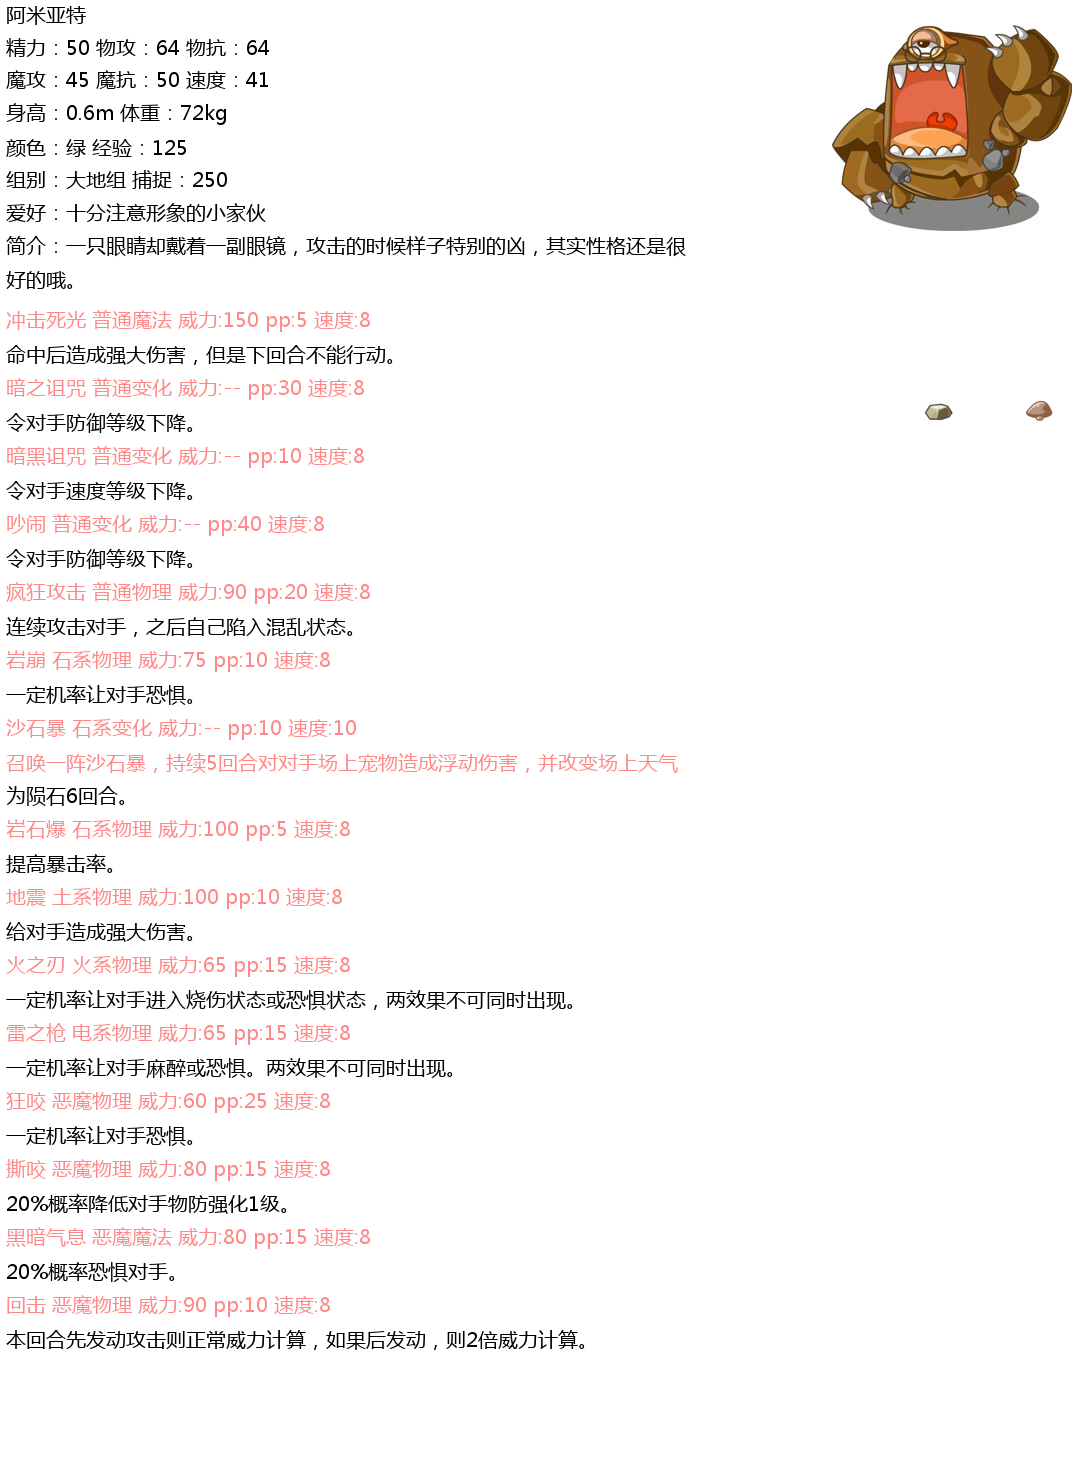 阿米亚特
精力：50 物攻：64 物抗：64
魔攻：45 魔抗：50 速度：41
身高：0.6m 体重：72kg
颜色：绿 经验：125
组别：大地组 捕捉：250
爱好：十分注意形象的小家伙
简介：一只眼睛却戴着一副眼镜，攻击的时候样子特别的凶，其实性格还是很
好的哦。
冲击死光 普通魔法 威力:150 pp:5 速度:8
命中后造成强大伤害，但是下回合不能行动。
暗之诅咒 普通变化 威力:-- pp:30 速度:8
令对手防御等级下降。
暗黑诅咒 普通变化 威力:-- pp:10 速度:8
令对手速度等级下降。
吵闹 普通变化 威力:-- pp:40 速度:8
令对手防御等级下降。
疯狂攻击 普通物理 威力:90 pp:20 速度:8
连续攻击对手，之后自己陷入混乱状态。
岩崩 石系物理 威力:75 pp:10 速度:8
一定机率让对手恐惧。
沙石暴 石系变化 威力:-- pp:10 速度:10
召唤一阵沙石暴，持续5回合对对手场上宠物造成浮动伤害，并改变场上天气
为陨石6回合。
岩石爆 石系物理 威力:100 pp:5 速度:8
提高暴击率。
地震 土系物理 威力:100 pp:10 速度:8
给对手造成强大伤害。
火之刃 火系物理 威力:65 pp:15 速度:8
一定机率让对手进入烧伤状态或恐惧状态，两效果不可同时出现。
雷之枪 电系物理 威力:65 pp:15 速度:8
一定机率让对手麻醉或恐惧。两效果不可同时出现。
狂咬 恶魔物理 威力:60 pp:25 速度:8
一定机率让对手恐惧。
撕咬 恶魔物理 威力:80 pp:15 速度:8
20%概率降低对手物防强化1级。
黑暗气息 恶魔魔法 威力:80 pp:15 速度:8
20%概率恐惧对手。
回击 恶魔物理 威力:90 pp:10 速度:8
本回合先发动攻击则正常威力计算，如果后发动，则2倍威力计算。